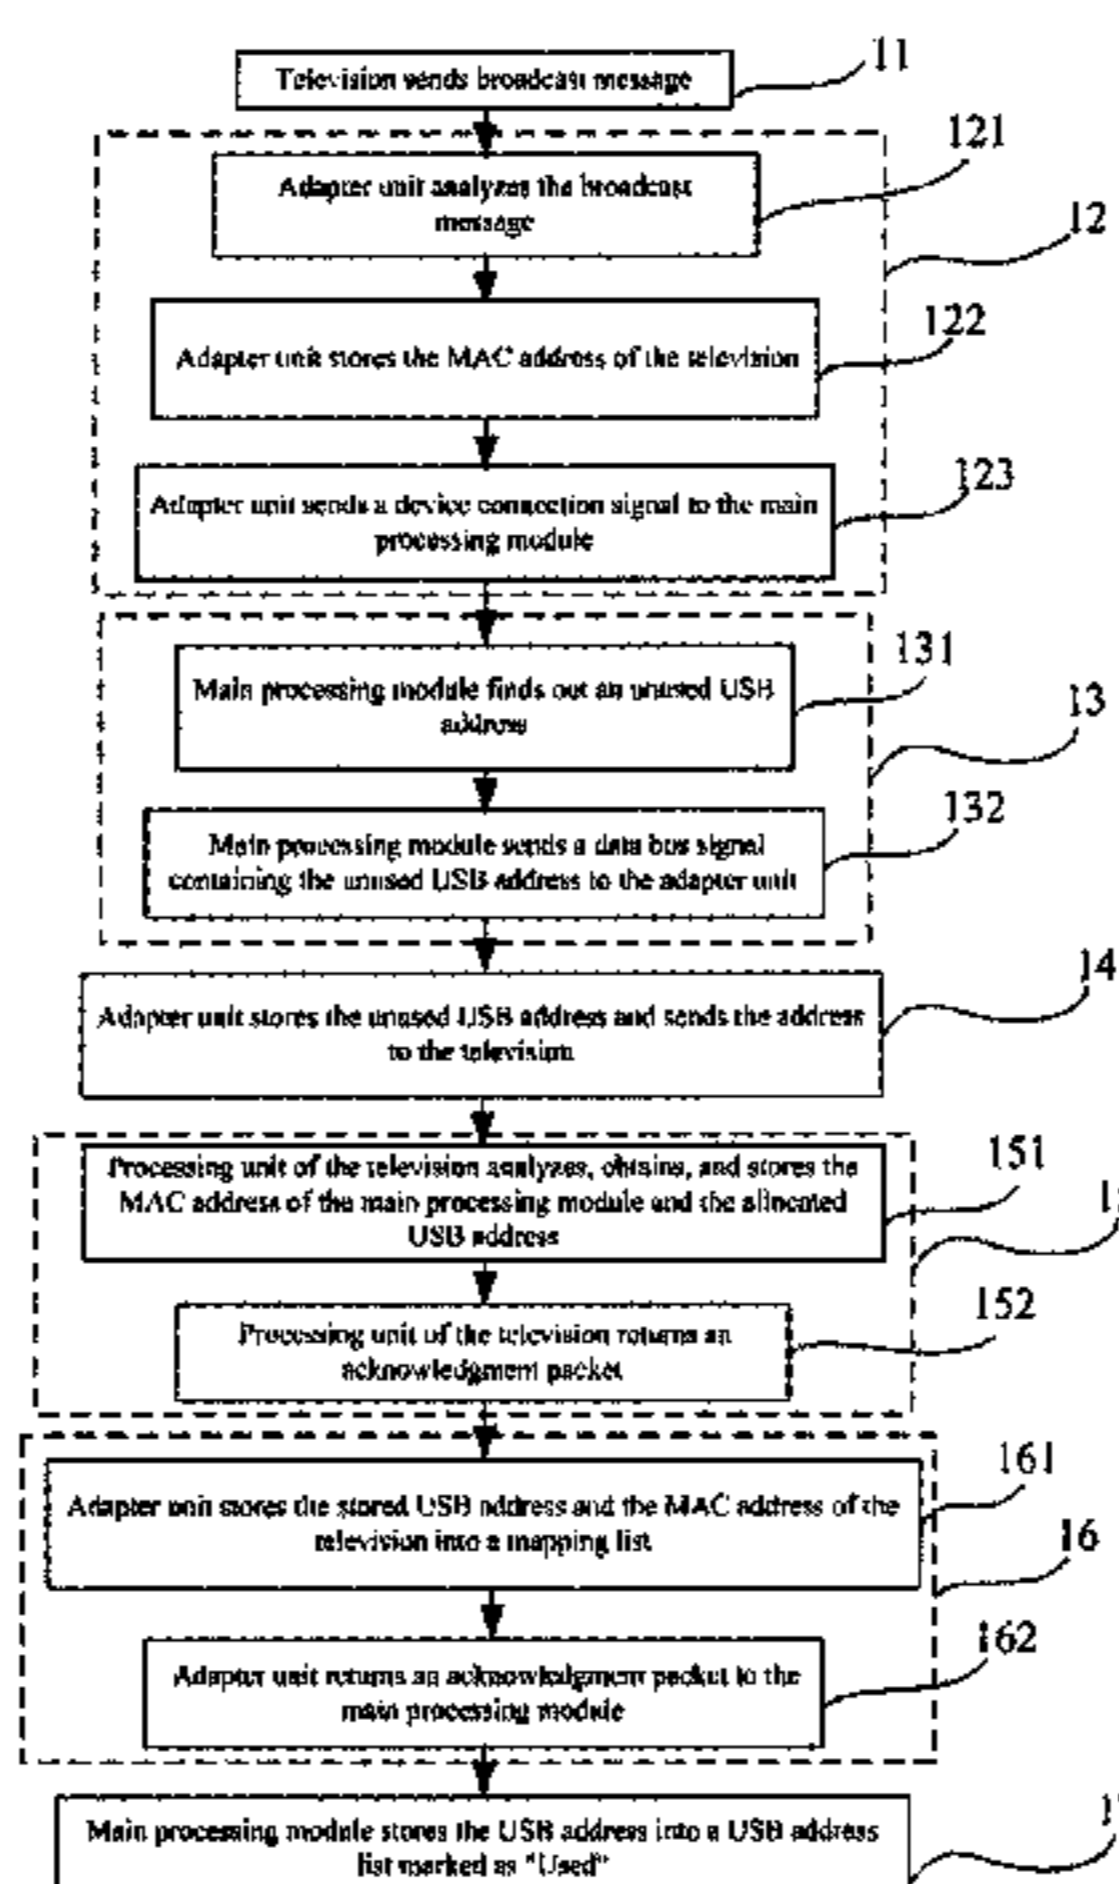 Television sends broadcast message
11
Adapter unit analyzes the broadcast
message
121
12
Adapter unit stores the MAC address of the television
122
Adapter unit sends a device connection signal to the main
processing module
123
Main processing module finds out an unused USB
address
131
13
Main processing module sends a data bus signal
containing the unused USB address to the adapter unit
132
Adapter unit stores the unused USB address and sends the address
to the television
14
Processing unit of the television analyzes, obtains, and stores the
MAC address of the main processing module and the allocated
USB address
151
Processing unit of the television returns an
acknowledgment packet
152
Adapter unit stores the stored USB address and the MAC address of the
television into a mapping list
161
16
Adapter unit returns an acknowledgment packet to the
main processing module
162
Main processing module stores the USB address into a USB address
list marked as "Used"